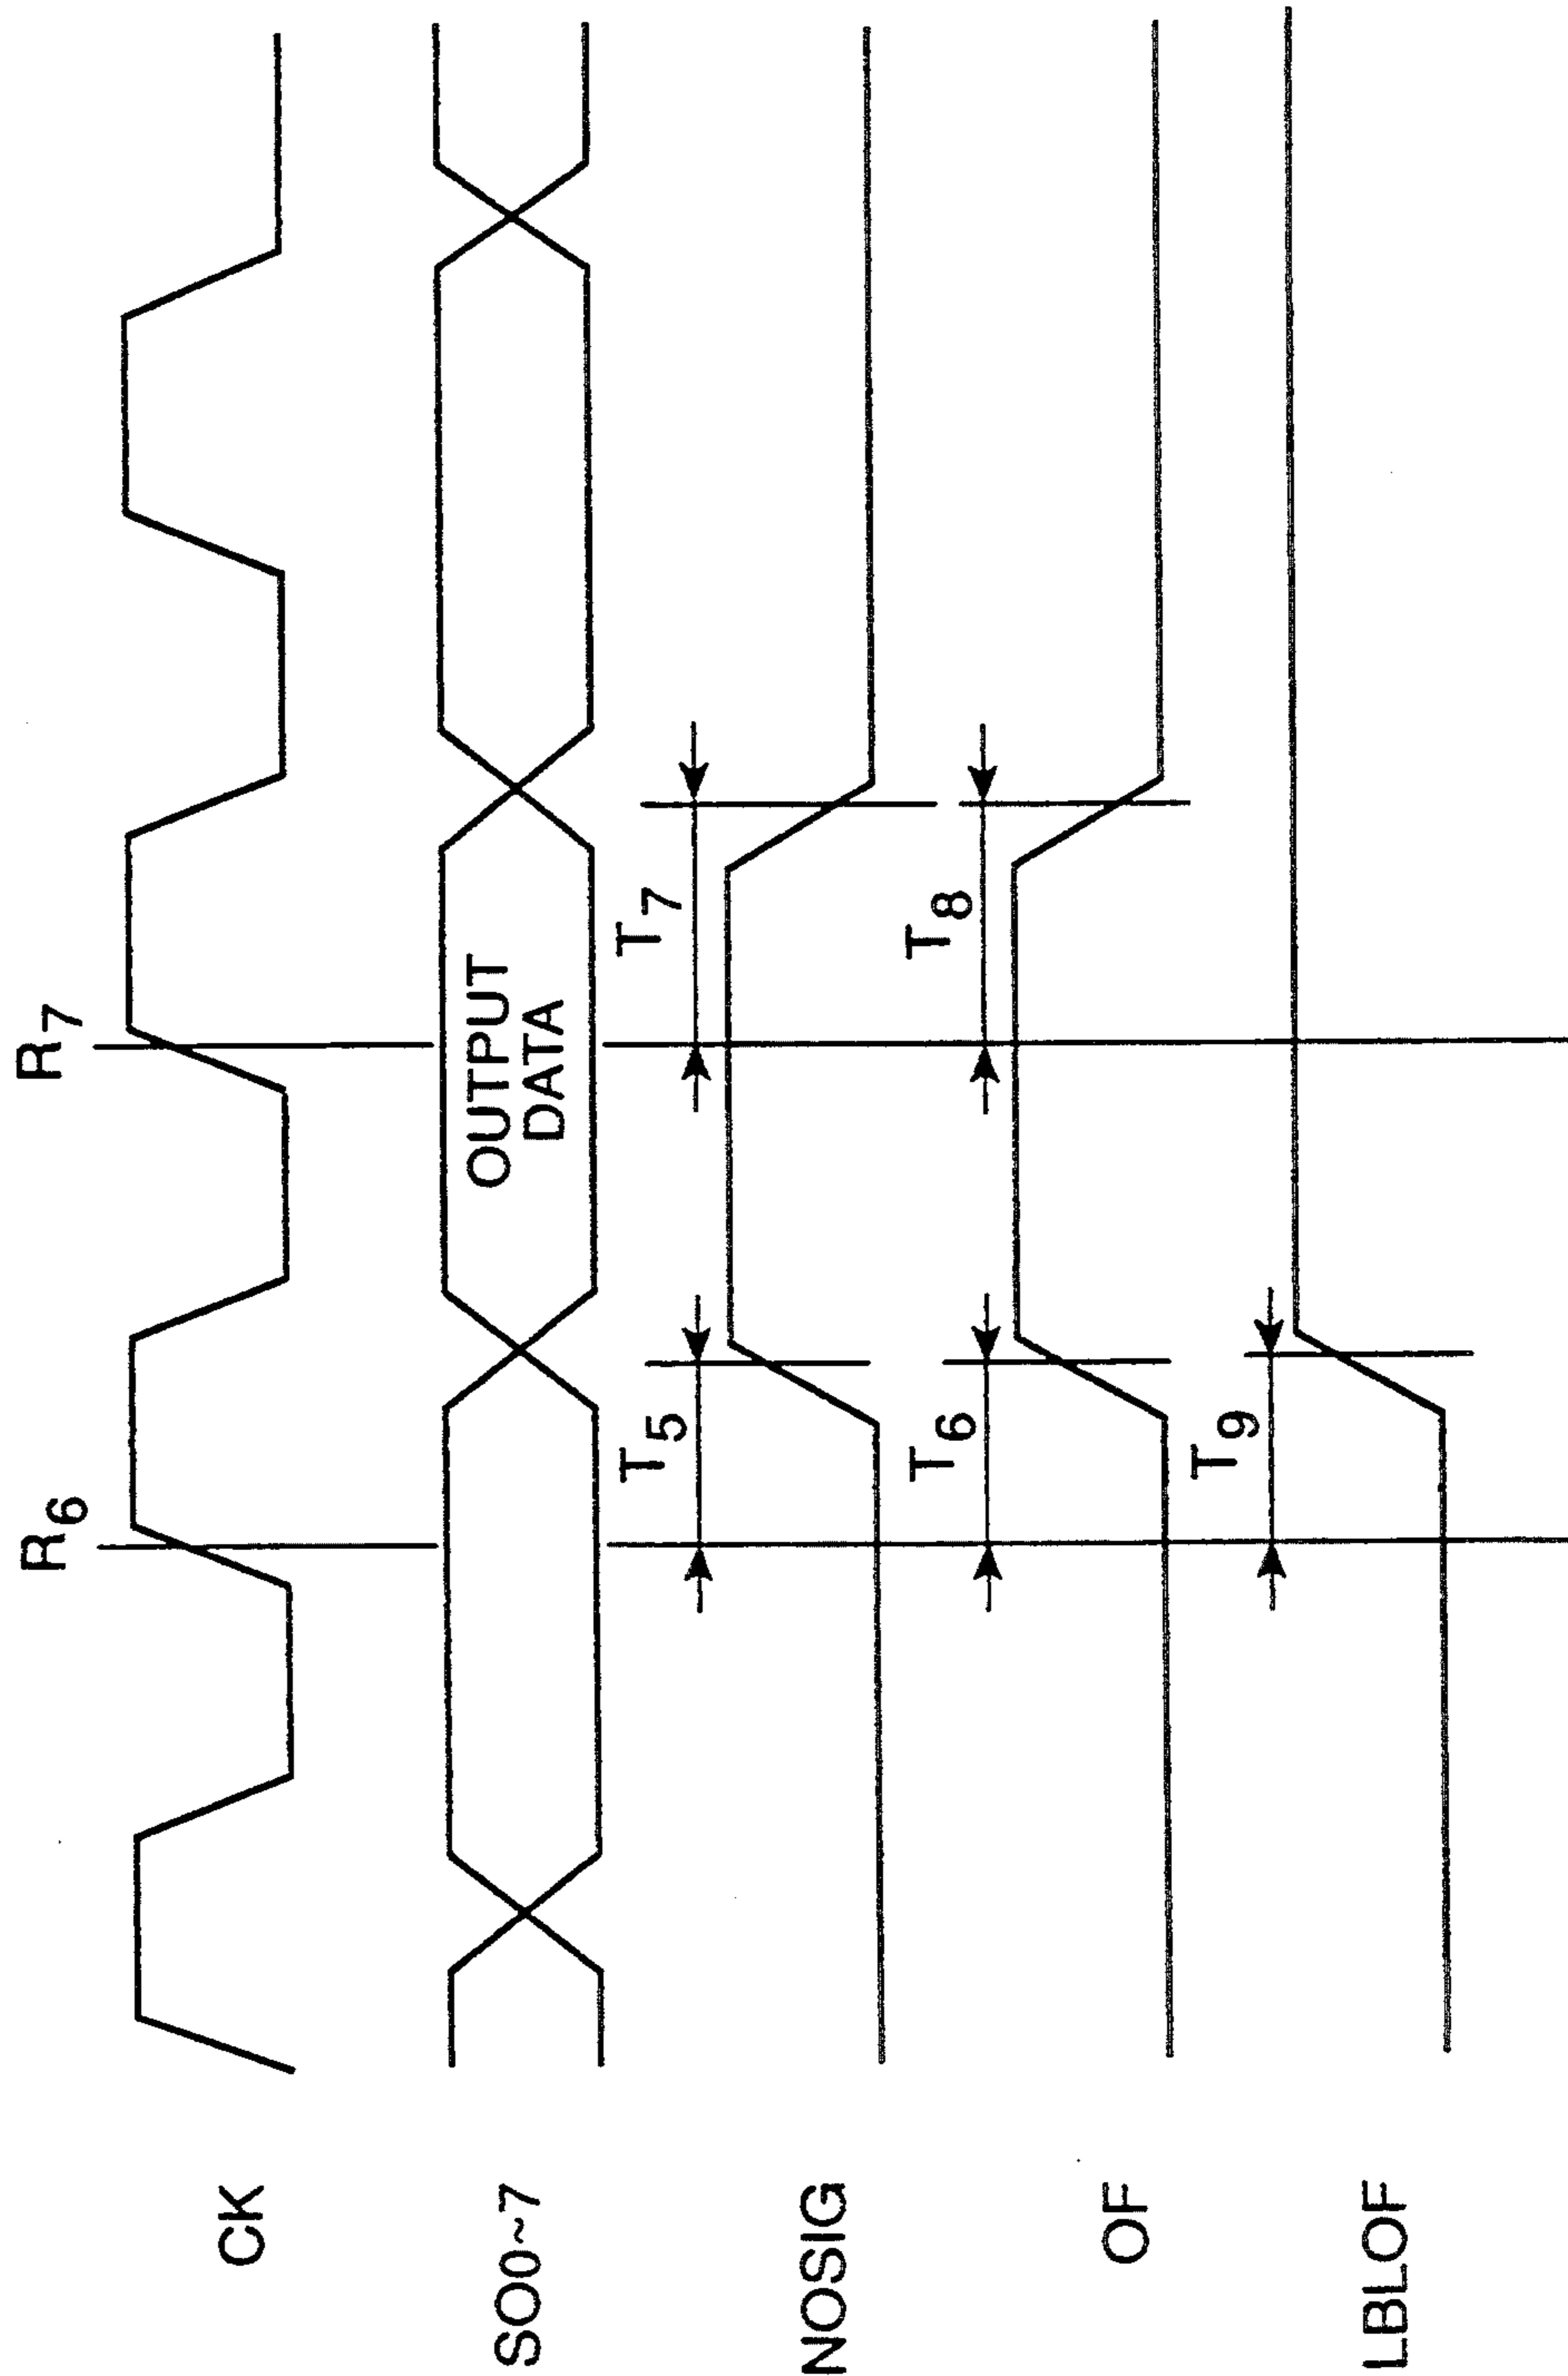 R6
R7
CK
SO0~7
OUTPUT
DATA
T5
T7
NOSIG
T6
T8
OF
T9
LBLOF